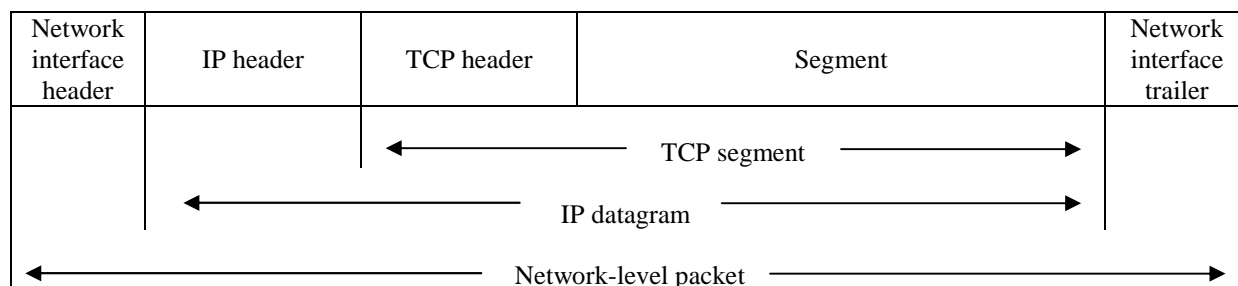 Network
interface
header
IP header
TCP header
Segment
Network
interface
trailer
TCP segment
IP datagram
Network-level packet